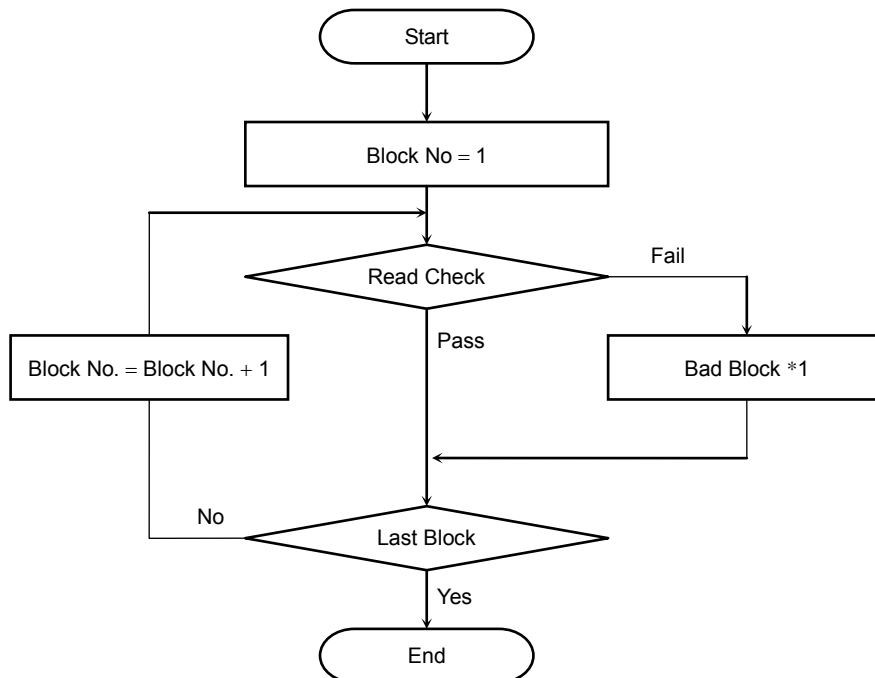 Start
Block No = 1
Read Check
Fail
Pass
Block No. = Block No. + 1
Bad Block *1
No
Last Block
Yes
End